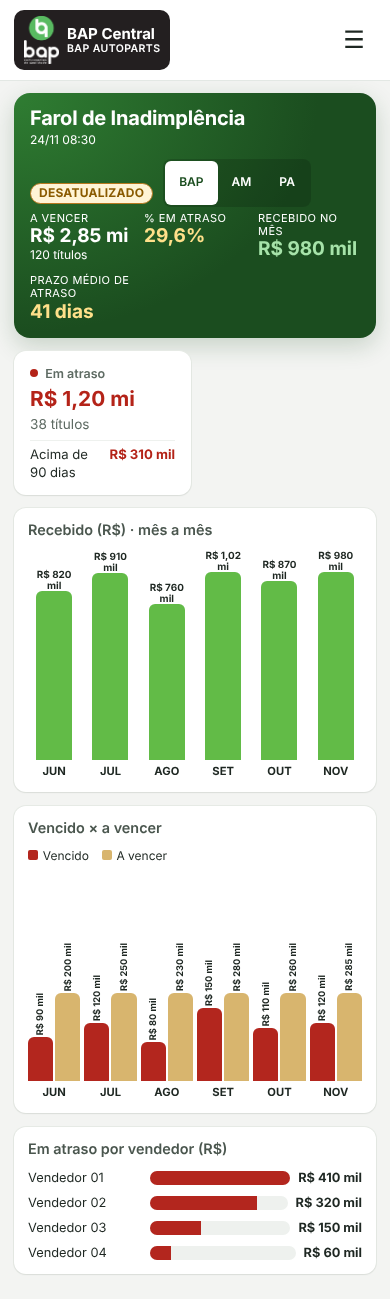 bap
BAP Central
BAP AUTOPARTS
Farol de Inadimplência
24/11 08:30
DESATUALIZADO
BAP AM PA
A VENCER
R$ 2,85 mi
120 títulos
% EM ATRASO
29,6%
RECEBIDO NO
MÊS
R$ 980 mil
PRAZO MÉDIO DE
ATRASO
41 dias
Em atraso
R$ 1,20 mi
38 títulos
Acima de
90 dias
R$ 310 mil
Recebido (R$) · mês a mês
R$ 820
mil
R$ 910
mil
R$ 760
mil
R$ 1,02
mi
R$ 870
mil
R$ 980
mil
JUN JUL AGO SET OUT NOV
Vencido × a vencer
Vencido A vencer
R$ 90 mil
R$ 200 mil
R$ 120 mil
R$ 250 mil
R$ 80 mil
R$ 230 mil
R$ 150 mil
R$ 280 mil
R$ 110 mil
R$ 260 mil
R$ 120 mil
R$ 285 mil
JUN JUL AGO SET OUT NOV
Em atraso por vendedor (R$)
Vendedor 01 R$ 410 mil
Vendedor 02 R$ 320 mil
Vendedor 03 R$ 150 mil
Vendedor 04 R$ 60 mil